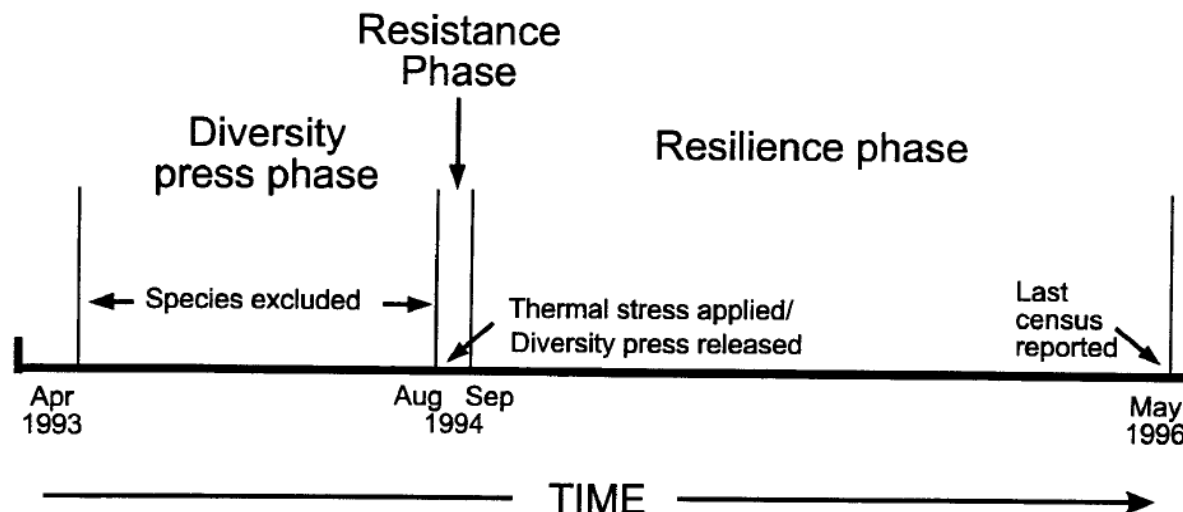 Resistance
Phase
Diversity
press phase
Resilience phase
Species excluded
Thermal stress applied/
Diversity press released
Last
census
reported
Apr
1993
Aug Sep
1994
May
1996
TIME